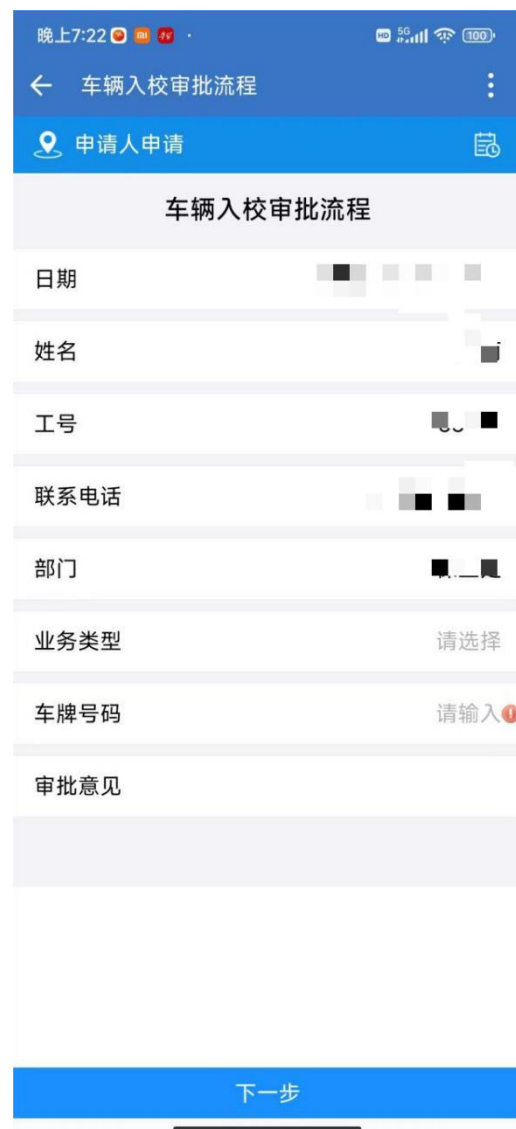 晚上7:22
HD 5G 100
车辆入校审批流程
申请人申请
车辆入校审批流程
日期
姓名
工号
联系电话
部门
业务类型 请选择
车牌号码 请输入
审批意见
下一步